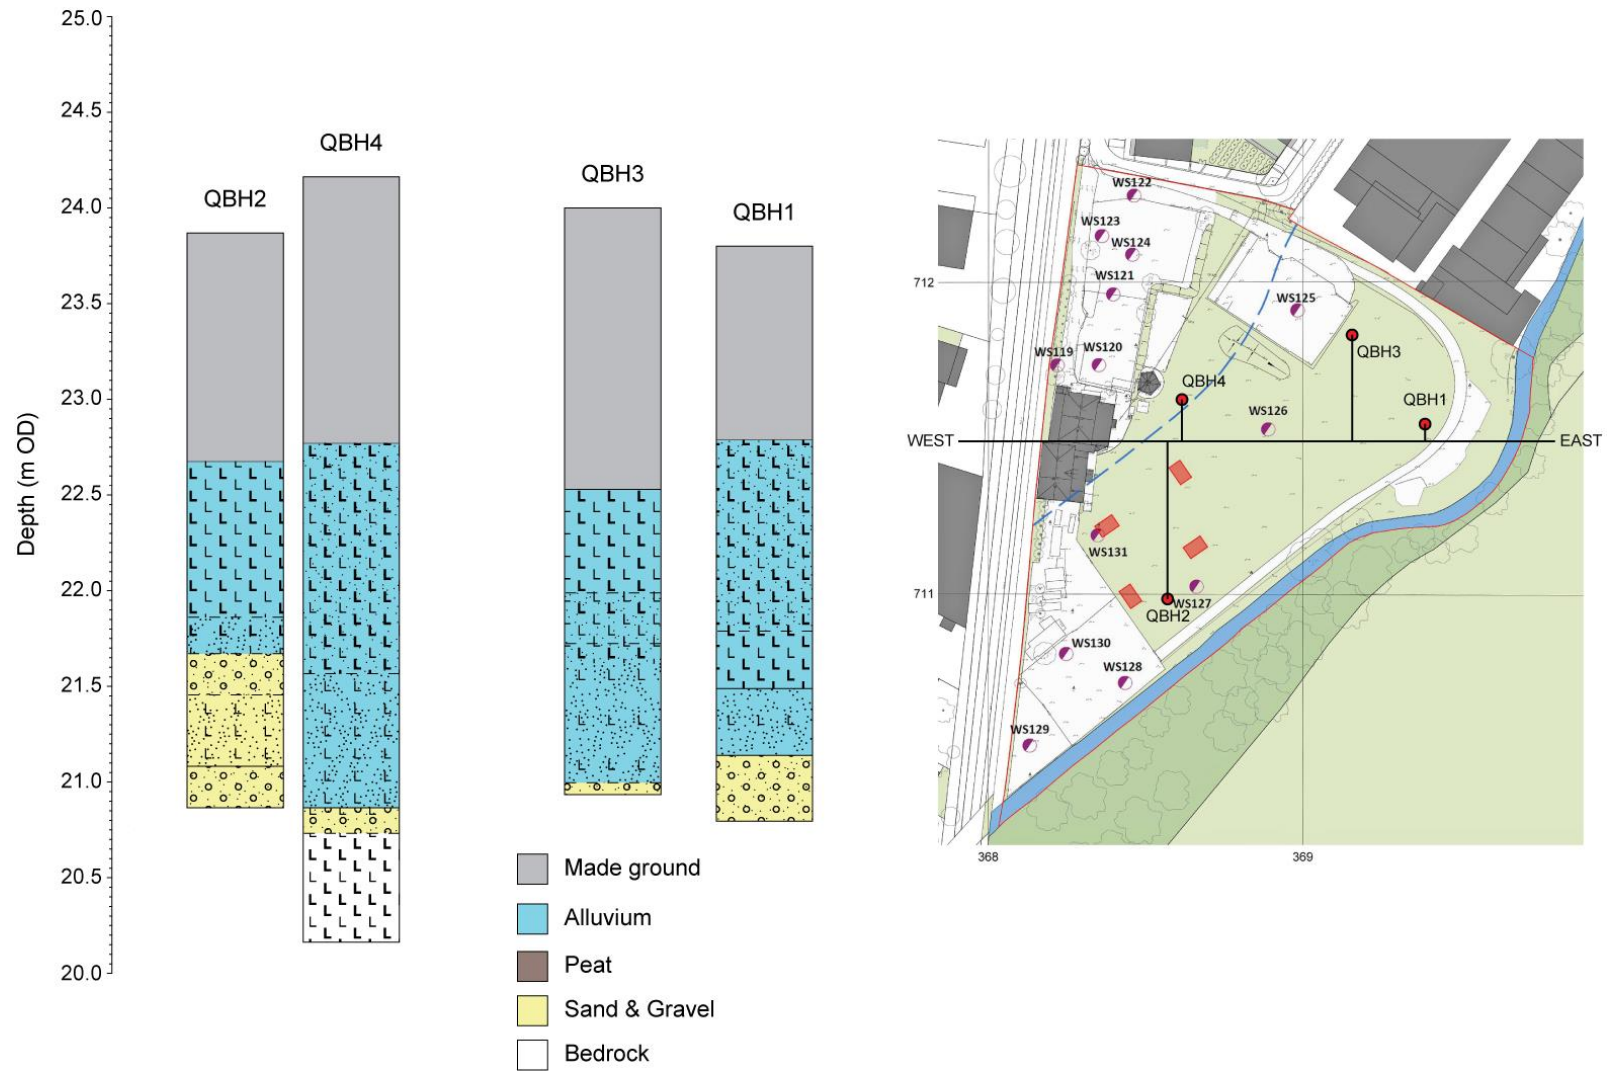 25.0
24.5
24.0
23.5
23.0
22.5
22.0
21.5
21.0
20.5
20.0
Depth (m OD)
QBH2
QBH4
QBH3
QBH1
Made ground
Alluvium
Peat
Sand & Gravel
Bedrock
WS122
WS123
WS124
WS121
712
WS125
WS119
WS120
QBH3
QBH4
WS126
QBH1
WEST
EAST
WS131
711
WS127
QBH2
WS130
WS128
WS129
368
369